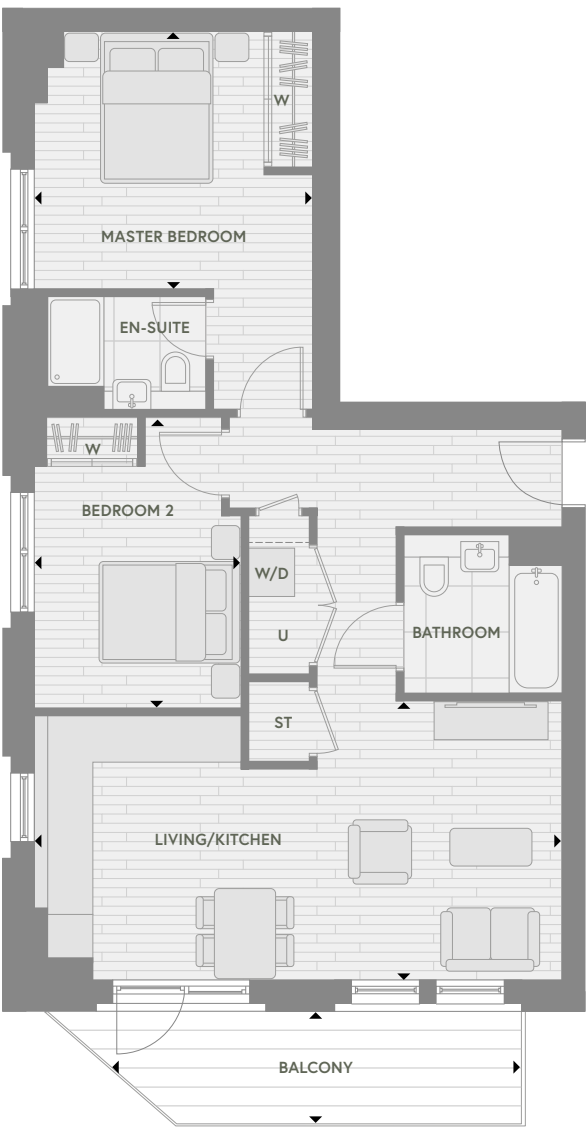 W
MASTER BEDROOM
EN-SUITE
W
BEDROOM 2
W/D
U
BATHROOM
ST
LIVING/KITCHEN
BALCONY